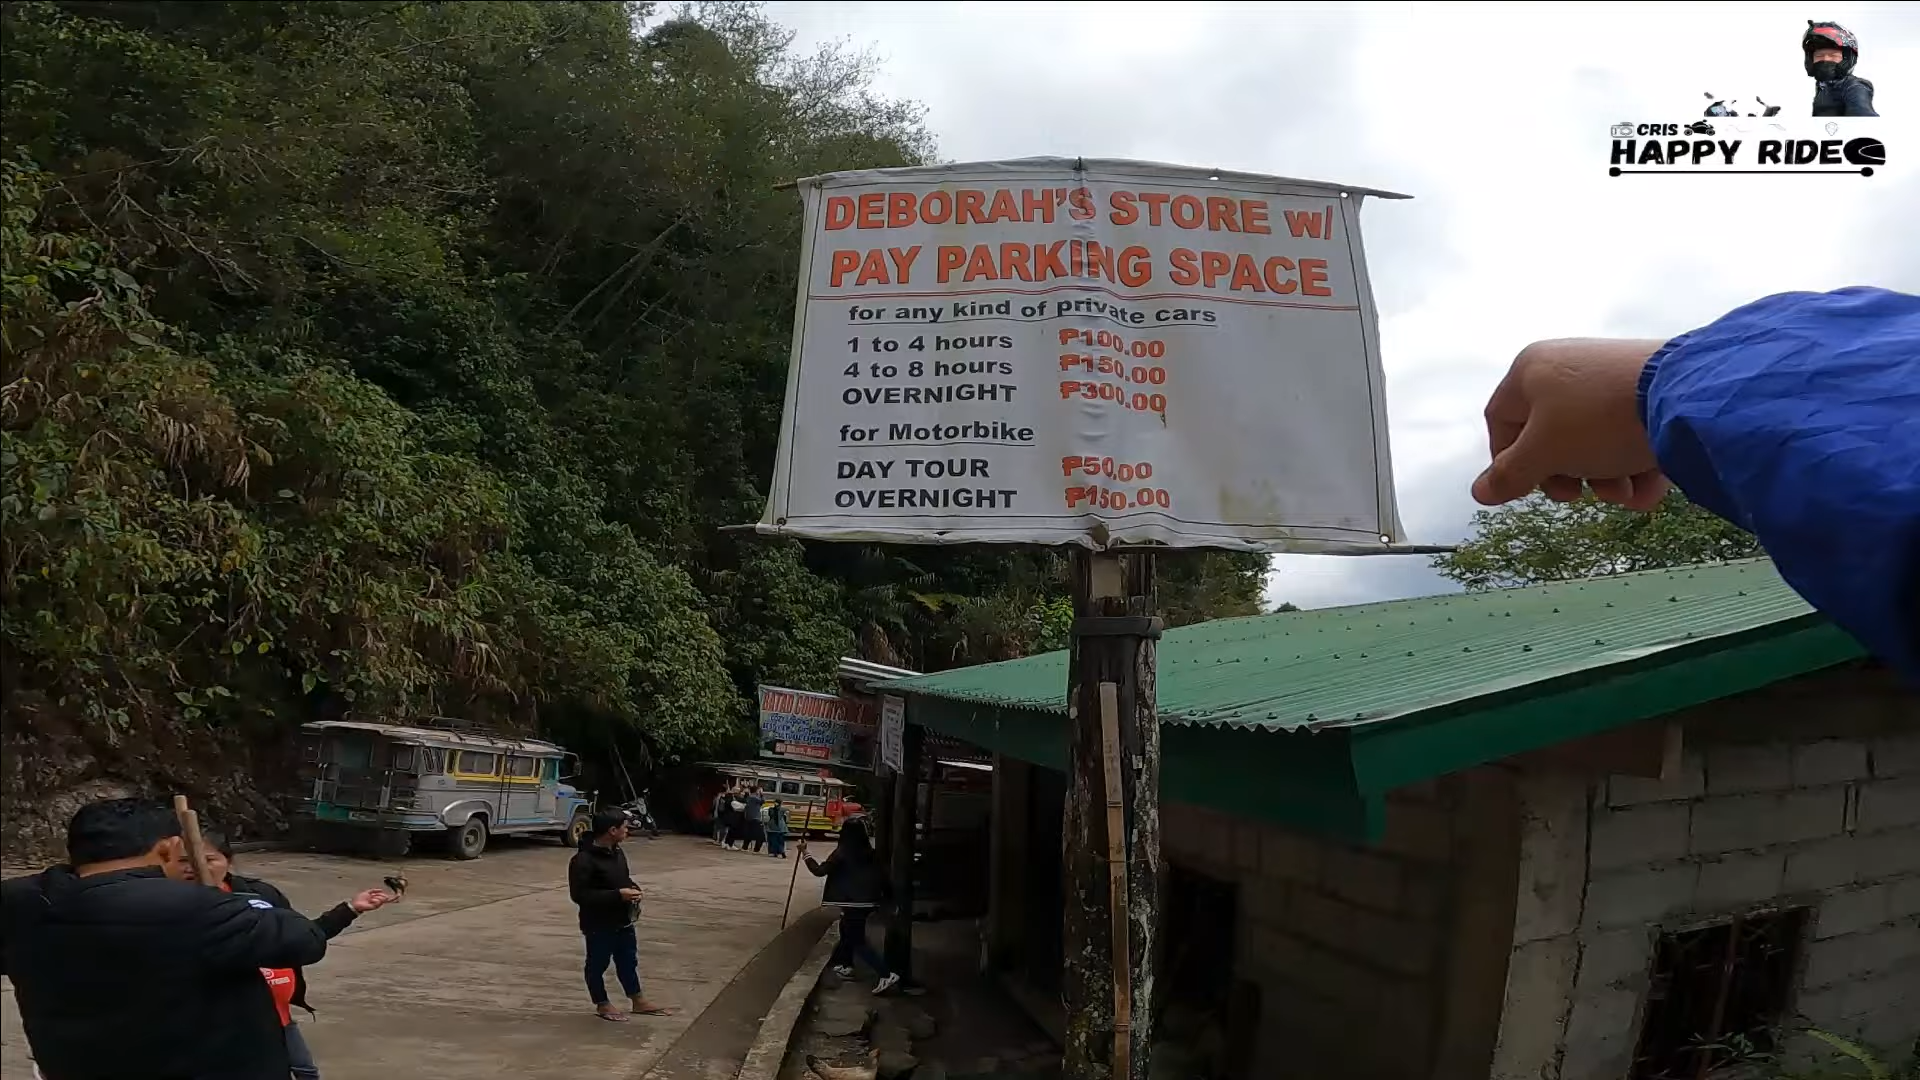 CRIS
HAPPY RIDE
DEBORAH'S STORE w/
PAY PARKING SPACE
for any kind of private cars
1 to 4 hours ₱100.00
4 to 8 hours ₱150.00
OVERNIGHT ₱300.00
for Motorbike
DAY TOUR ₱50.00
OVERNIGHT ₱150.00
BATAD COUNTRY